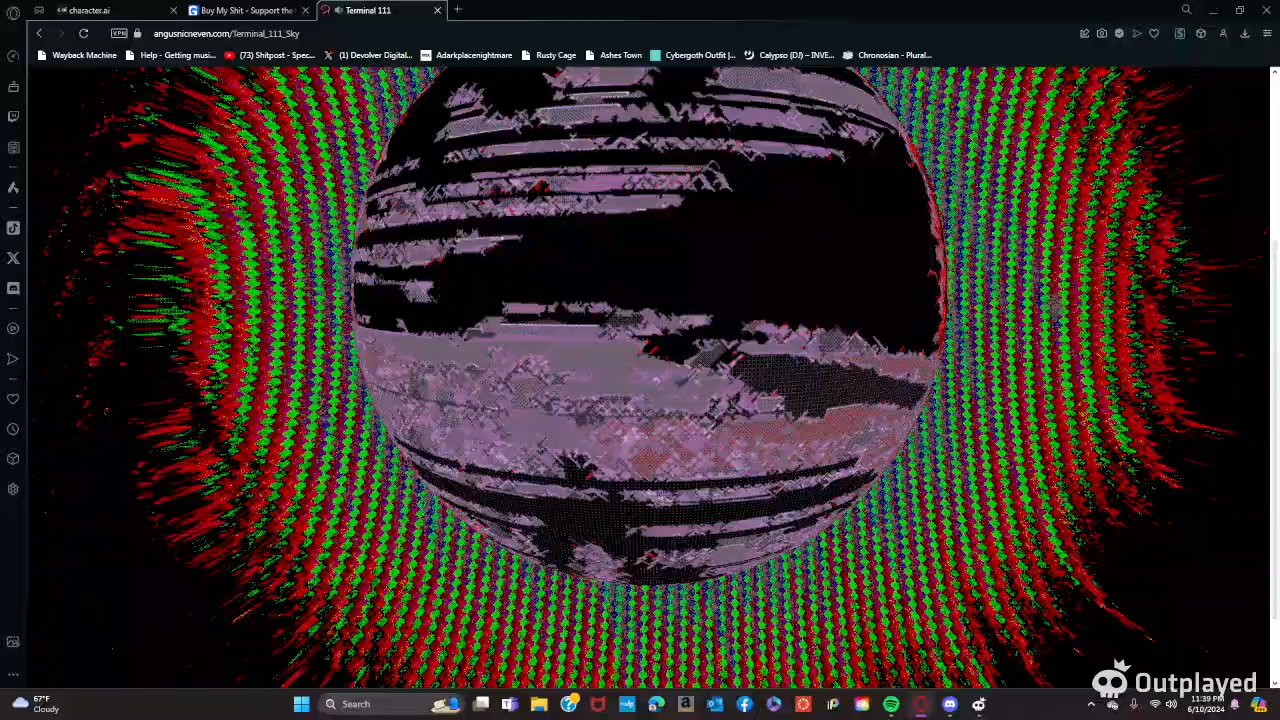 character.ai
Buy My Shit - Support the
Terminal 111
VPN
angusnicneven.com/Terminal_111_Sky
Wayback Machine
Help - Getting musi...
(73) Shitpost - Spec...
(1) Devolver Digital...
Adarkplacenightmare
Rusty Cage
Ashes Town
Cybergoth Outfit |...
Calypso (DJ) — INVE...
Chronosian - Plural...
Outplayed
67°F
Cloudy
Search
11:39 PM
6/10/2024